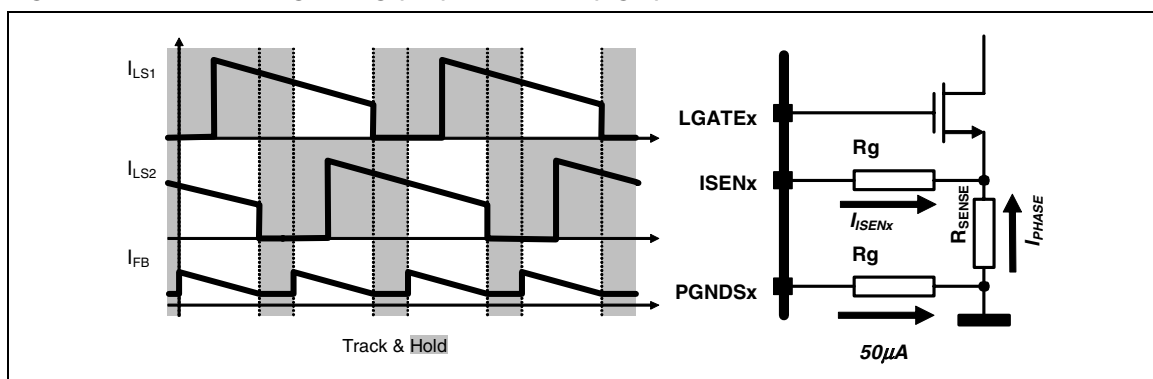 I_LS1
I_LS2
I_FB
Track & Hold
LGATEx
Rg
ISENx
I_ISENx
R_SENSE
I_PHASE
Rg
PGNDSx
50µA